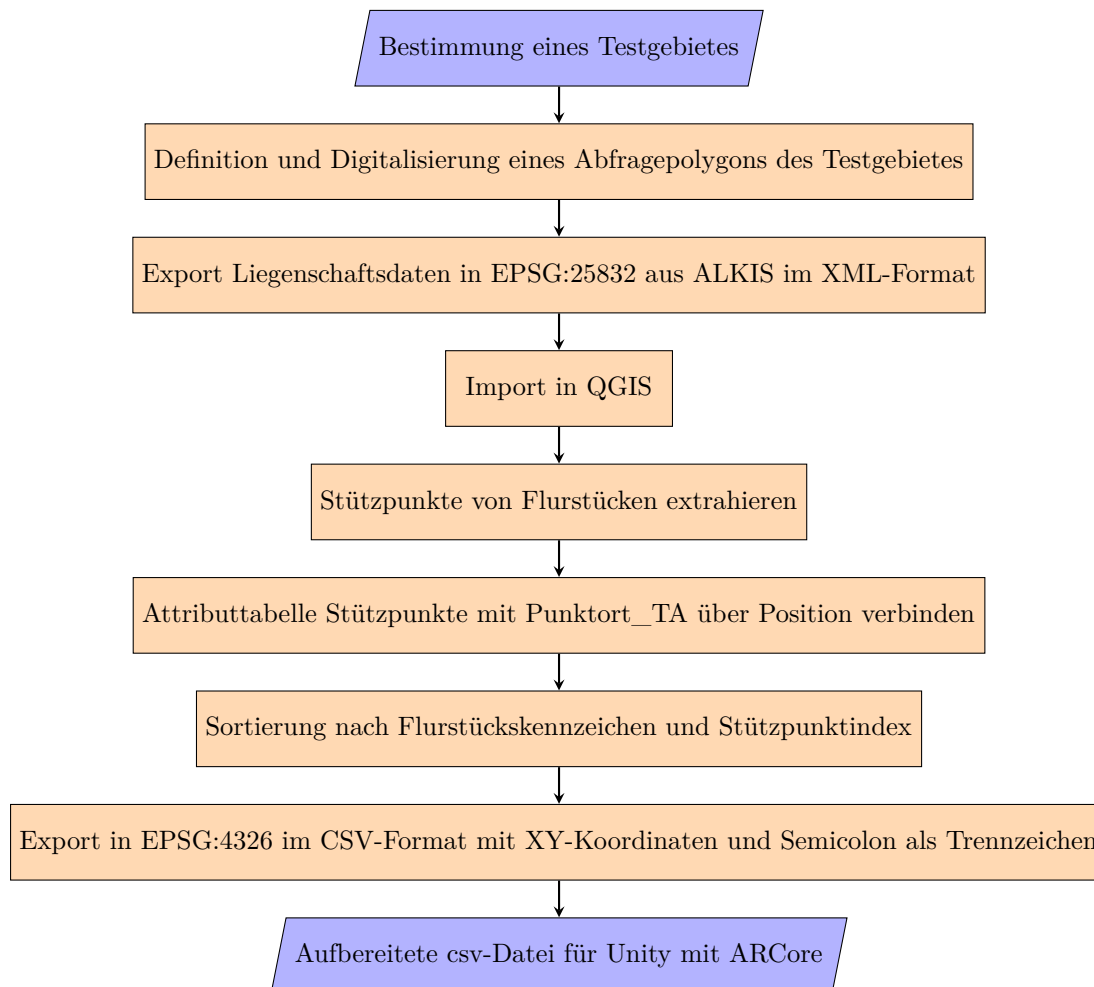 Bestimmung eines Testgebietes
Definition und Digitalisierung eines Abfragepolygons des Testgebietes
Export Liegenschaftsdaten in EPSG:25832 aus ALKIS im XML-Format
Import in QGIS
Stützpunkte von Flurstücken extrahieren
Attributtabelle Stützpunkte mit Punktort_TA über Position verbinden
Sortierung nach Flurstückskennzeichen und Stützpunktindex
Export in EPSG:4326 im CSV-Format mit XY-Koordinaten und Semicolon als Trennzeichen
Aufbereitete csv-Datei für Unity mit ARCore